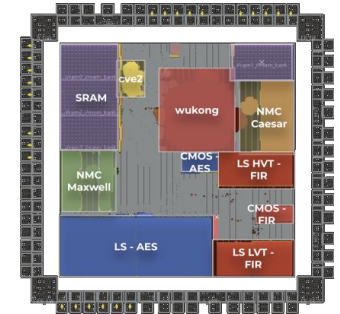 SRAM
cve2
wukong
NMC
Caesar
CMOS -
AES
LS HVT -
FIR
NMC
Maxwell
CMOS -
FIR
LS - AES
LS LVT -
FIR